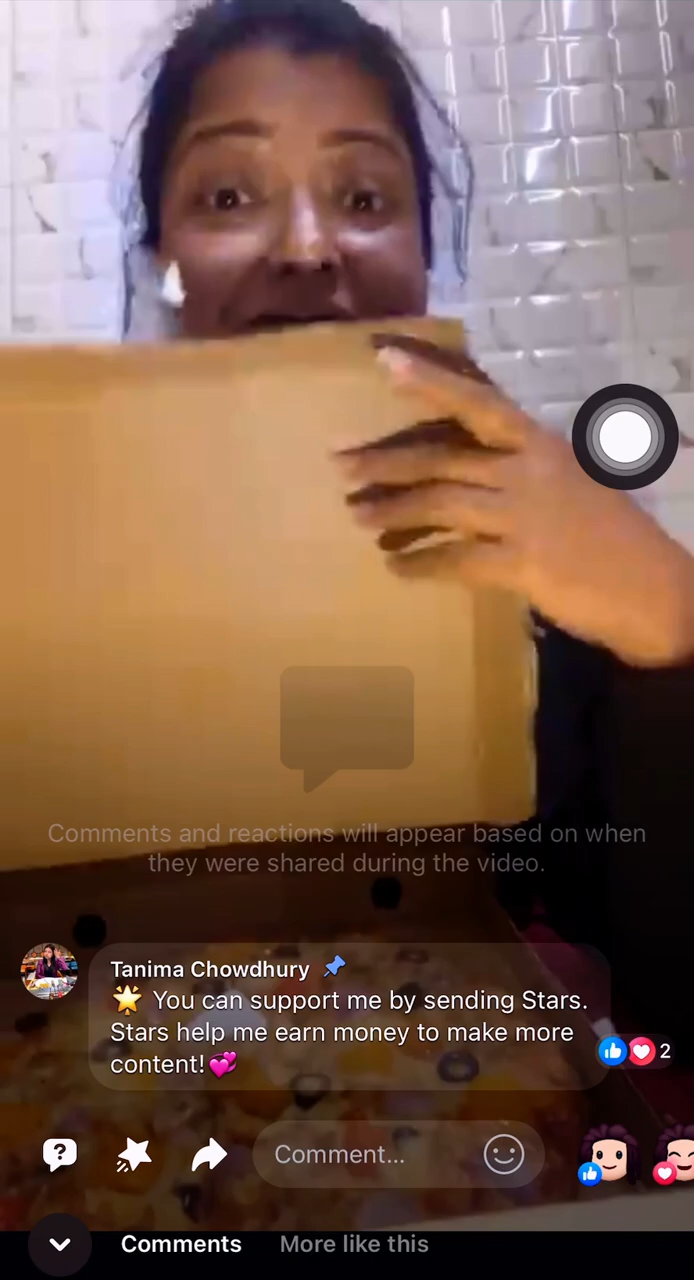 Comments and reactions will appear based on when
they were shared during the video.
Tanima Chowdhury 📌
🌟 You can support me by sending Stars.
Stars help me earn money to make more
content!💞
2
?
Comment...
Comments More like this